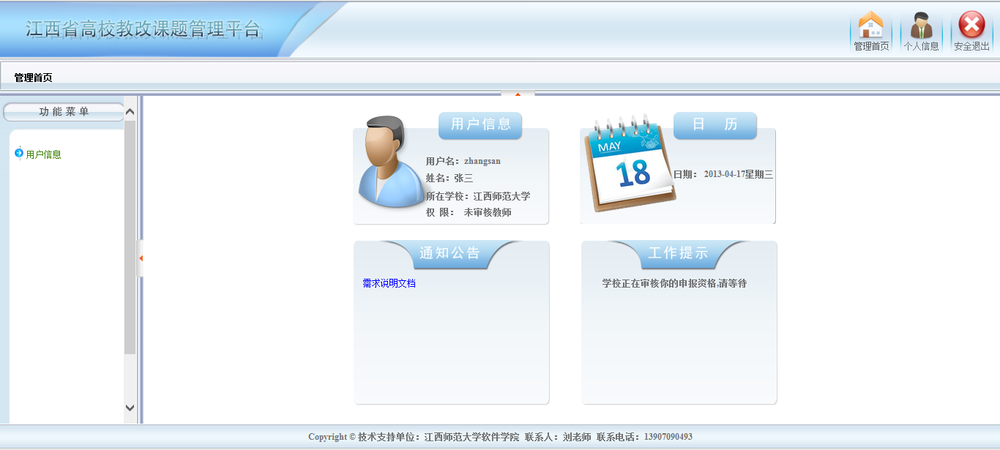 江西省高校教改课题管理平台
管理首页
个人信息
安全退出
管理首页
功能菜单
用户信息
用户信息
用户名：zhangsan
姓名：张三
所在学校：江西师范大学
权 限： 未审核教师
日 历
MAY
18
日期： 2013-04-17星期三
通知公告
需求说明文档
工作提示
学校正在审核你的申报资格,请等待
Copyright © 技术支持单位：江西师范大学软件学院 联系人：刘老师 联系电话：13907090493